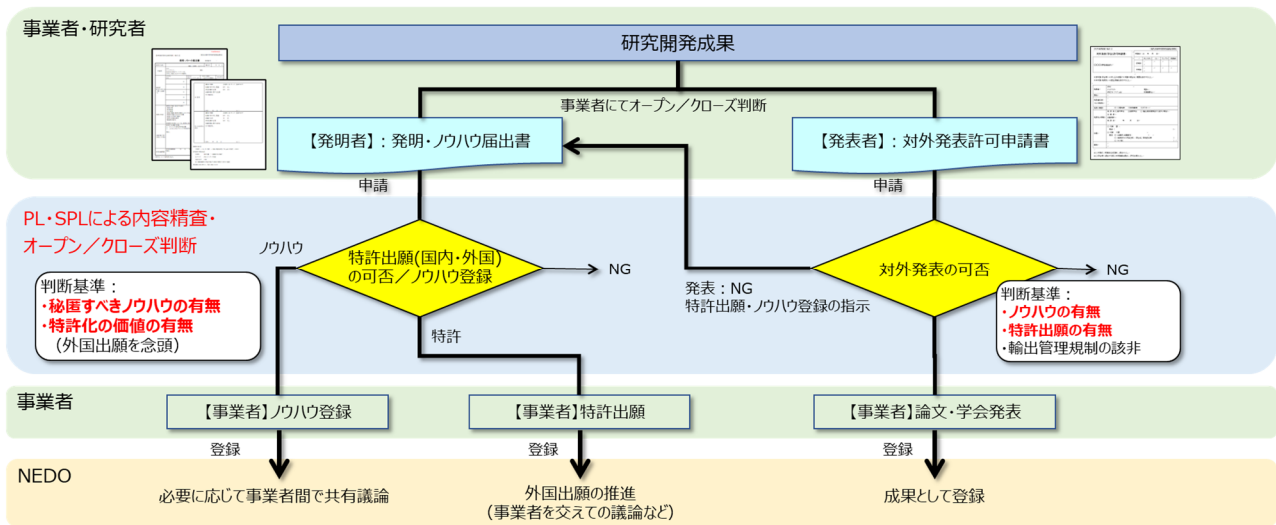 事業者・研究者
研究開発成果
事業者にてオープン／クローズ判断
【発明者】：発明・ノウハウ届出書
【発表者】：対外発表許可申請書
申請
申請
PL・SPLによる内容精査・
オープン／クローズ判断
ノウハウ
特許出願(国内・外国)
の可否／ノウハウ登録
NG
対外発表の可否
NG
発表：NG
特許出願・ノウハウ登録の指示
判断基準：
・秘匿すべきノウハウの有無
・特許化の価値の有無
（外国出願を念頭）
判断基準：
・ノウハウの有無
・特許出願の有無
・輸出管理規制の該非
特許
事業者
【事業者】ノウハウ登録
【事業者】特許出願
【事業者】論文・学会発表
登録
登録
登録
NEDO
必要に応じて事業者間で共有議論
外国出願の推進
(事業者を交えての議論など)
成果として登録